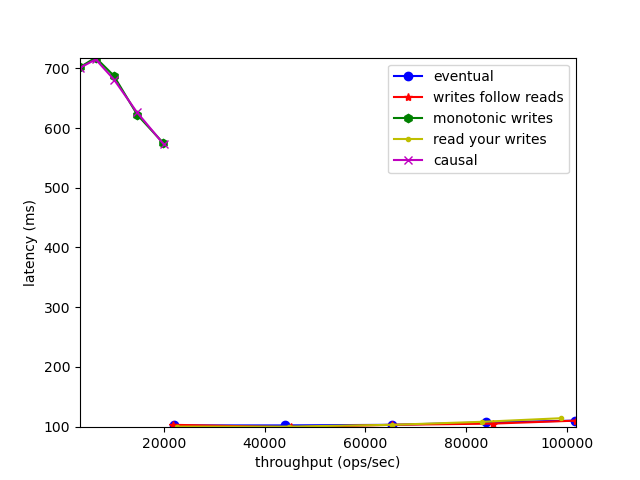 700
600
500
400
300
200
100
latency (ms)
20000 40000 60000 80000 100000
throughput (ops/sec)
eventual
writes follow reads
monotonic writes
read your writes
causal